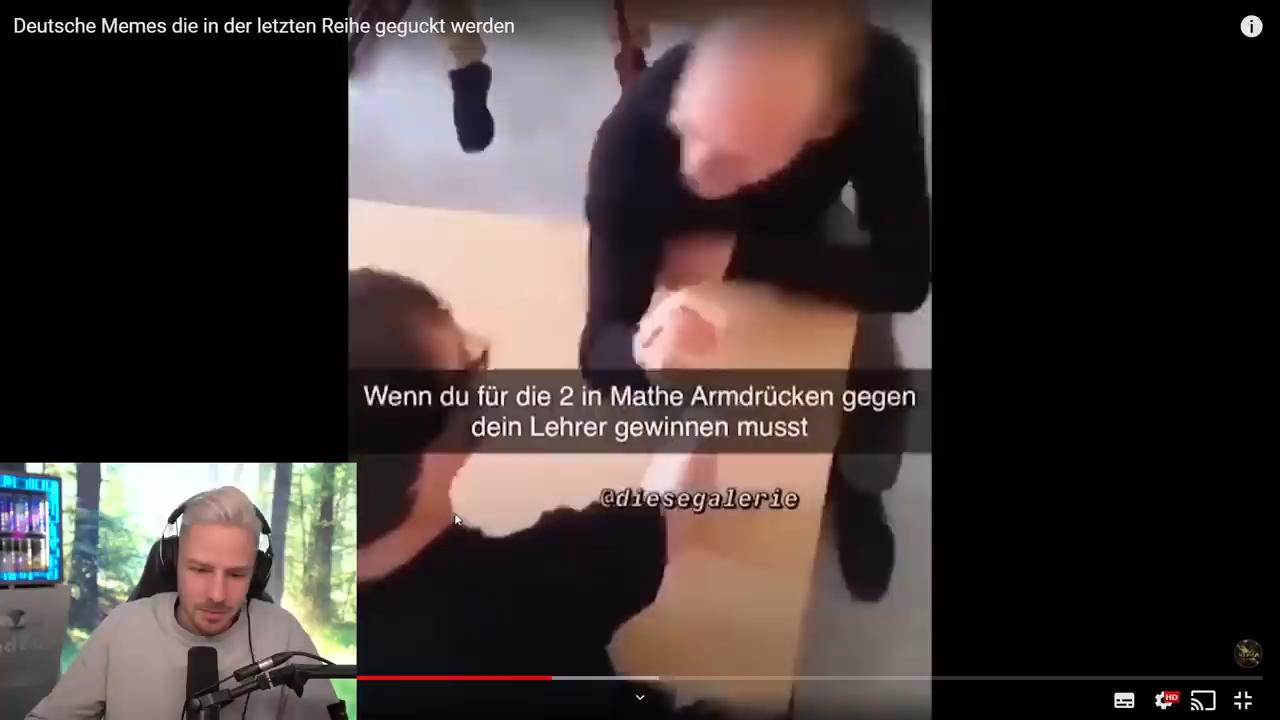 Deutsche Memes die in der letzten Reihe geguckt werden
Wenn du für die 2 in Mathe Armdrücken gegen
dein Lehrer gewinnen musst
@diesegalerie
HD